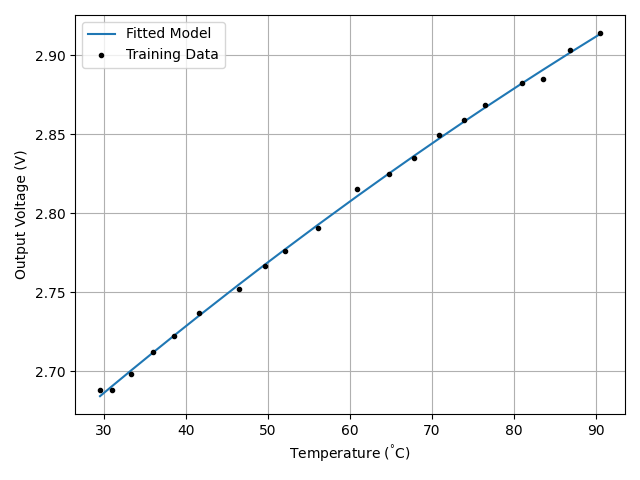 Fitted Model
Training Data
2.90
2.85
2.80
2.75
2.70
Output Voltage (V)
30 40 50 60 70 80 90
Temperature (°C)